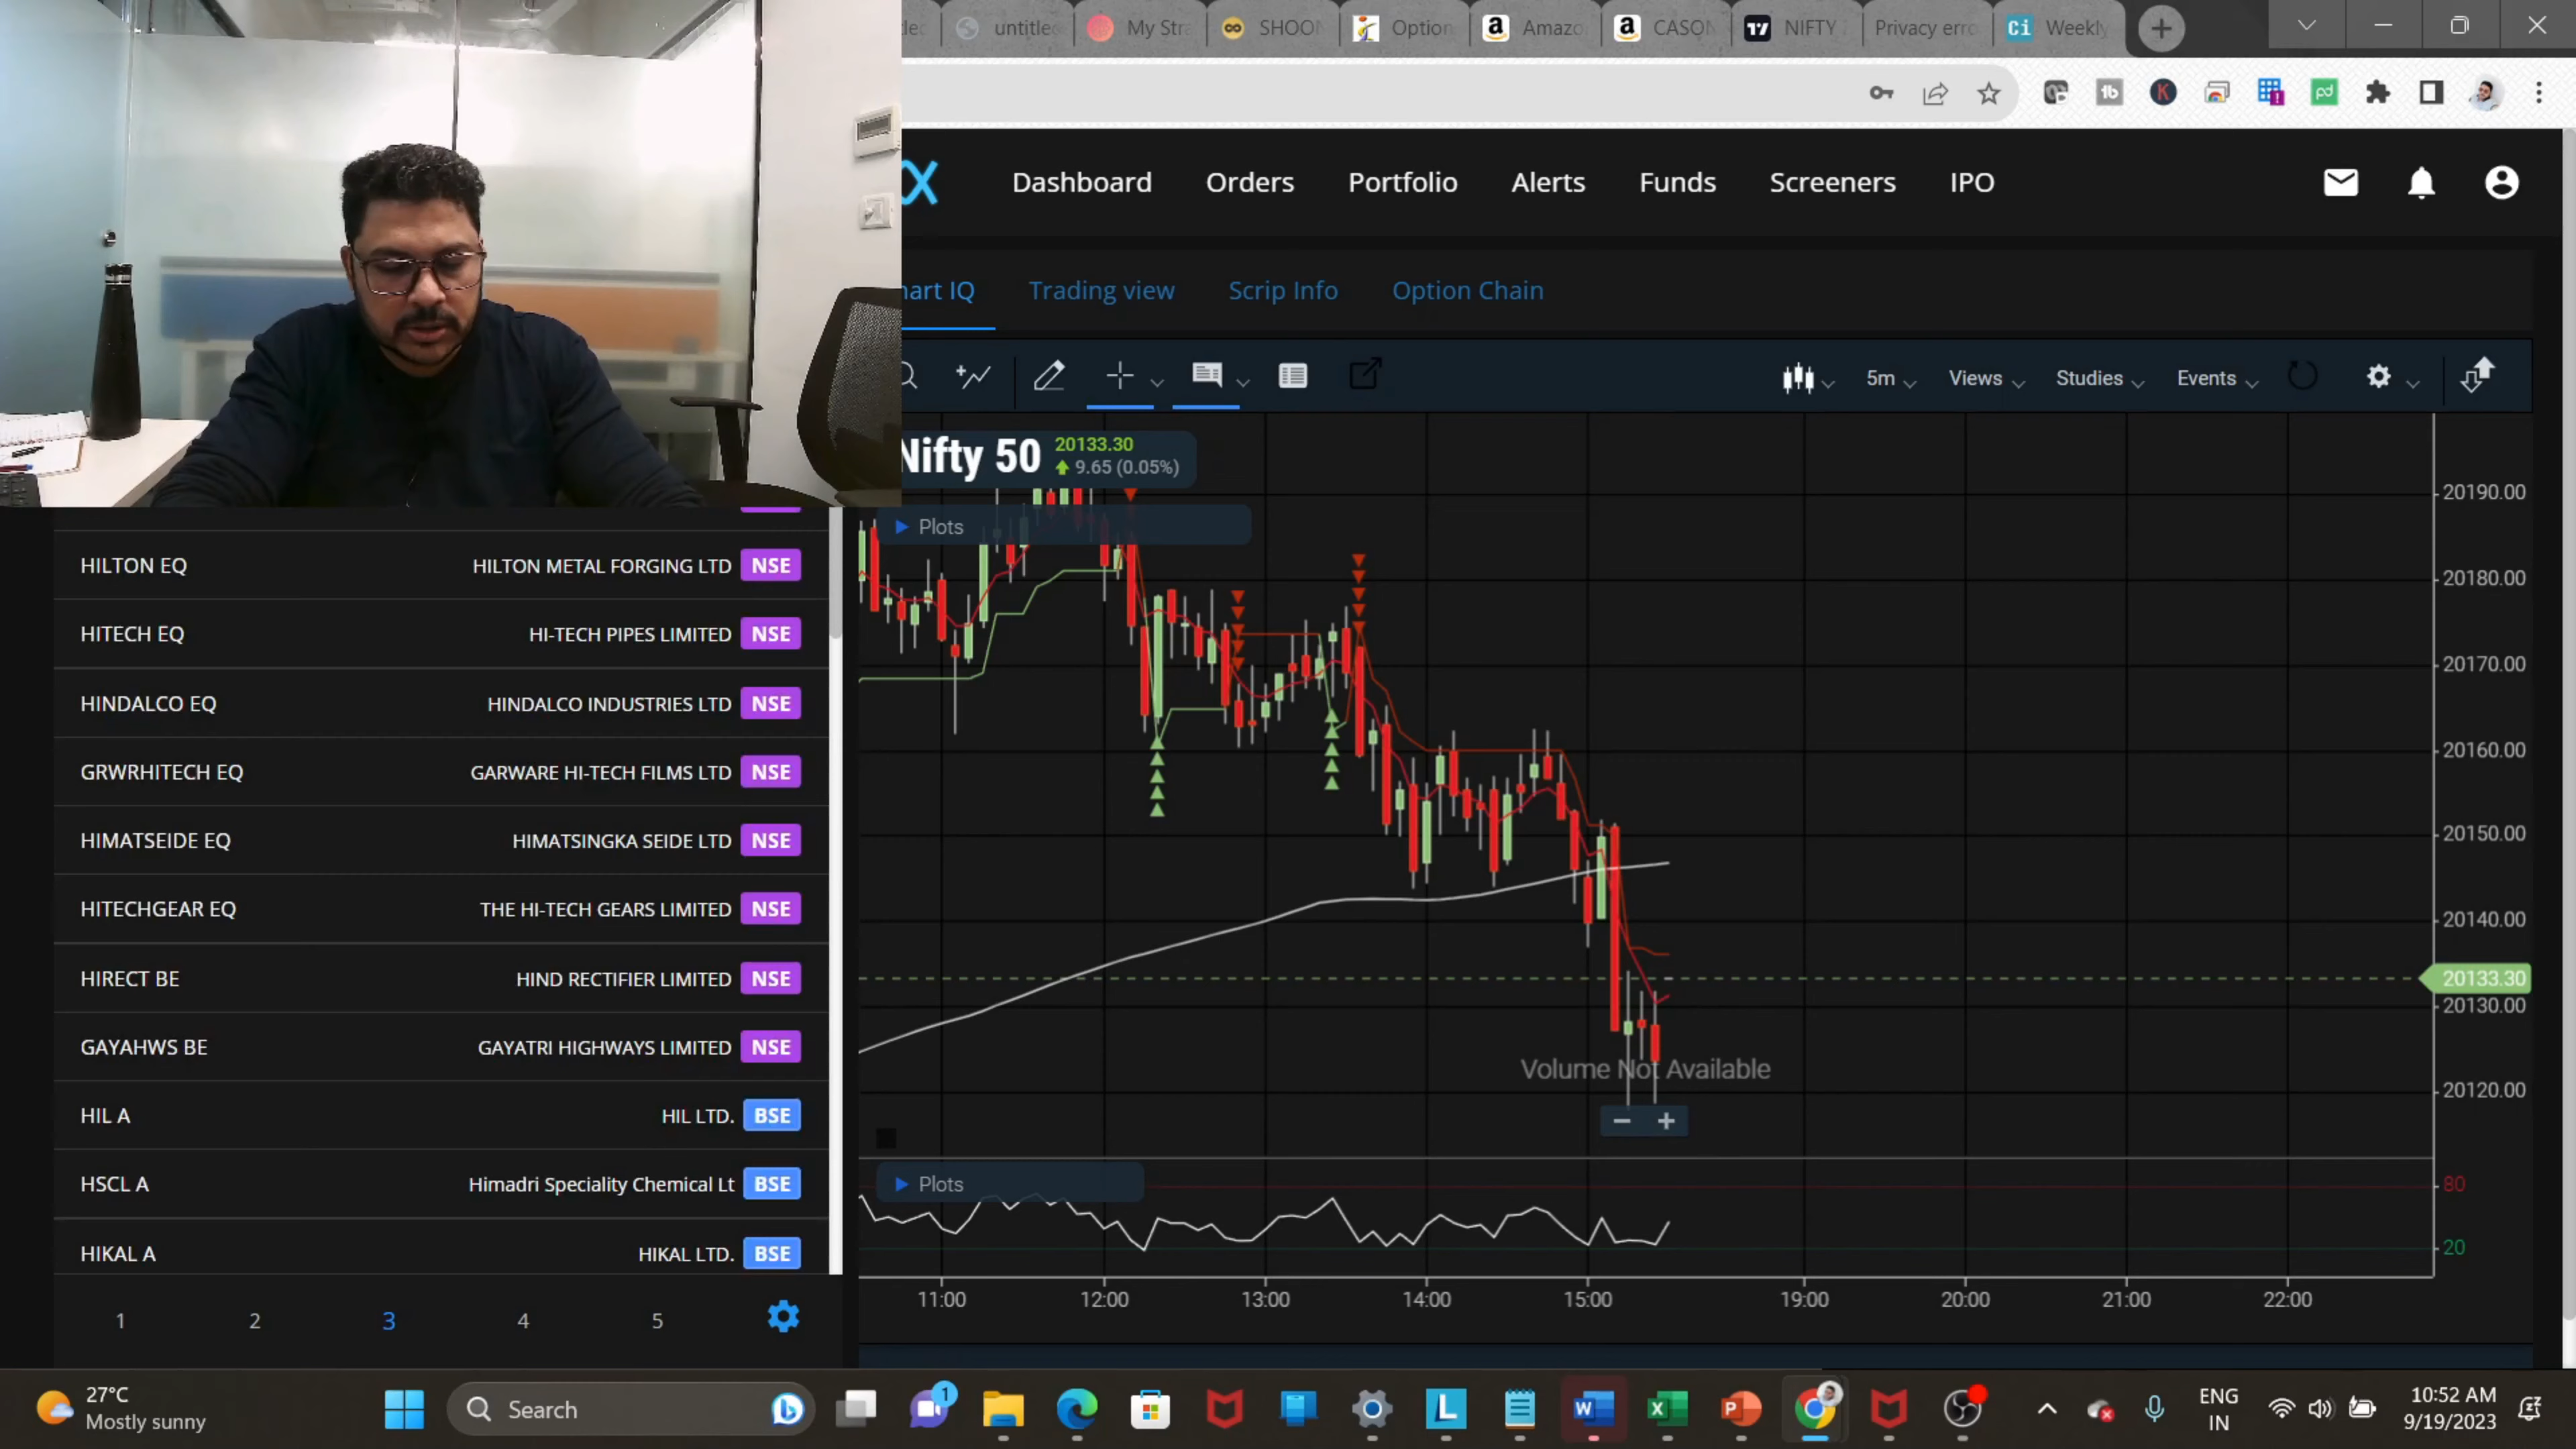 untitle
My Stra
SHOON
Option
Amazo
CASON
NIFTY
Privacy erro
Ci Weekly
Dashboard Orders Portfolio Alerts Funds Screeners IPO
hart IQ Trading view Scrip Info Option Chain
5m Views Studies Events
Nifty 50 20133.30
9.65 (0.05%)
Plots
20190.00
20180.00
20170.00
20160.00
20150.00
20140.00
20133.30
20130.00
20120.00
Volume Not Available
− +
Plots
80
20
11:00 12:00 13:00 14:00 15:00 19:00 20:00 21:00 22:00
HILTON EQ HILTON METAL FORGING LTD NSE
HITECH EQ HI-TECH PIPES LIMITED NSE
HINDALCO EQ HINDALCO INDUSTRIES LTD NSE
GRWRHITECH EQ GARWARE HI-TECH FILMS LTD NSE
HIMATSEIDE EQ HIMATSINGKA SEIDE LTD NSE
HITECHGEAR EQ THE HI-TECH GEARS LIMITED NSE
HIRECT BE HIND RECTIFIER LIMITED NSE
GAYAHWS BE GAYATRI HIGHWAYS LIMITED NSE
HIL A HIL LTD. BSE
HSCL A Himadri Speciality Chemical Lt BSE
HIKAL A HIKAL LTD. BSE
1 2 3 4 5
27°C
Mostly sunny
Search
1
ENG
IN
10:52 AM
9/19/2023